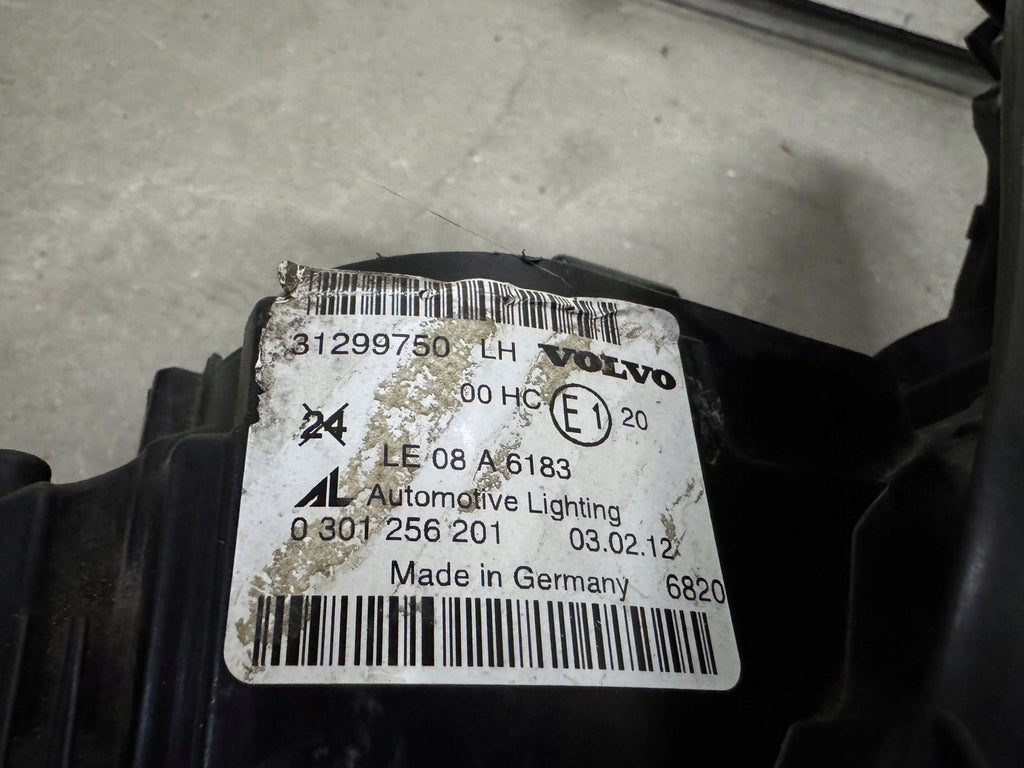 31299750 LH VOLVO
00 HC E1 20
24
LE 08 A 6183
AL Automotive Lighting
0 301 256 201 03.02.12
Made in Germany 6820